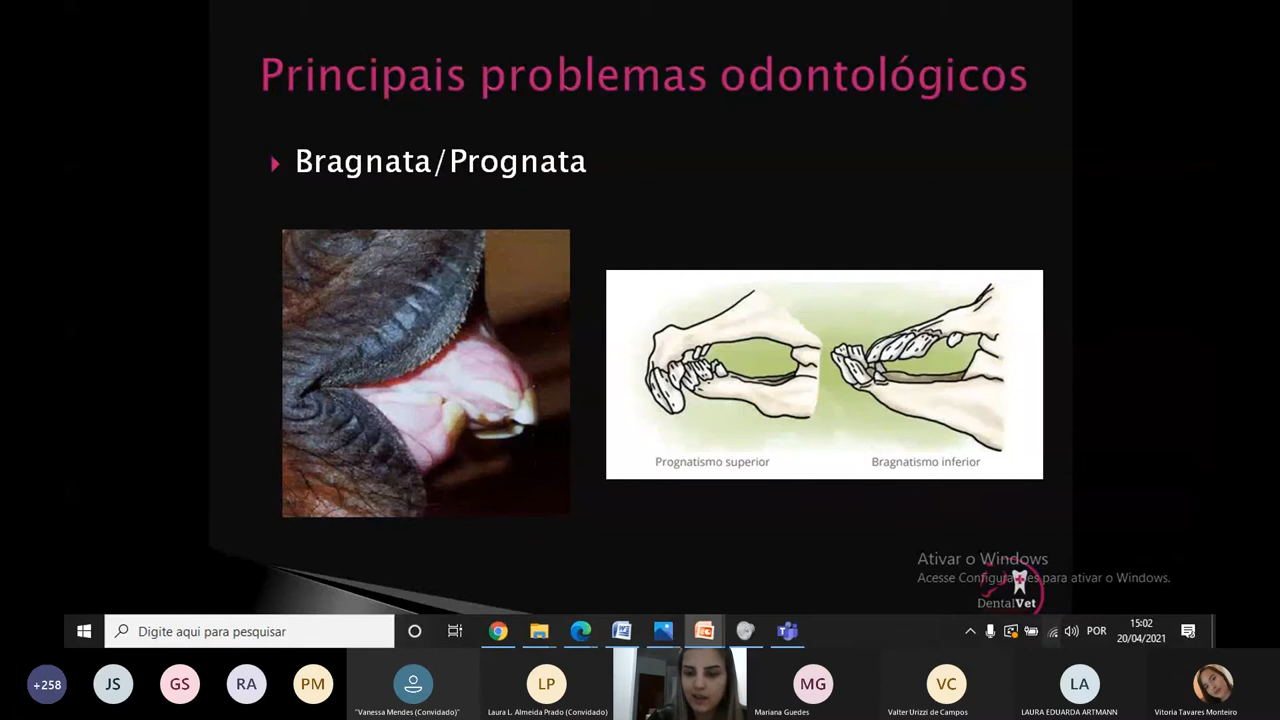 Principais problemas odontológicos
Bragnata/Prognata
Prognatismo superior
Bragnatismo inferior
Ativar o Windows
Acesse Configurações para ativar o Windows.
DentalVet
Digite aqui para pesquisar
POR
15:02
20/04/2021
+258
JS
GS
RA
PM
LP
MG
VC
LA
"Vanessa Mendes (Convidado)"
Laura L. Almeida Prado (Convidado)
Mariana Guedes
Valter Urizzi de Campos
LAURA EDUARDA ARTMANN
Vitoria Tavares Monteiro